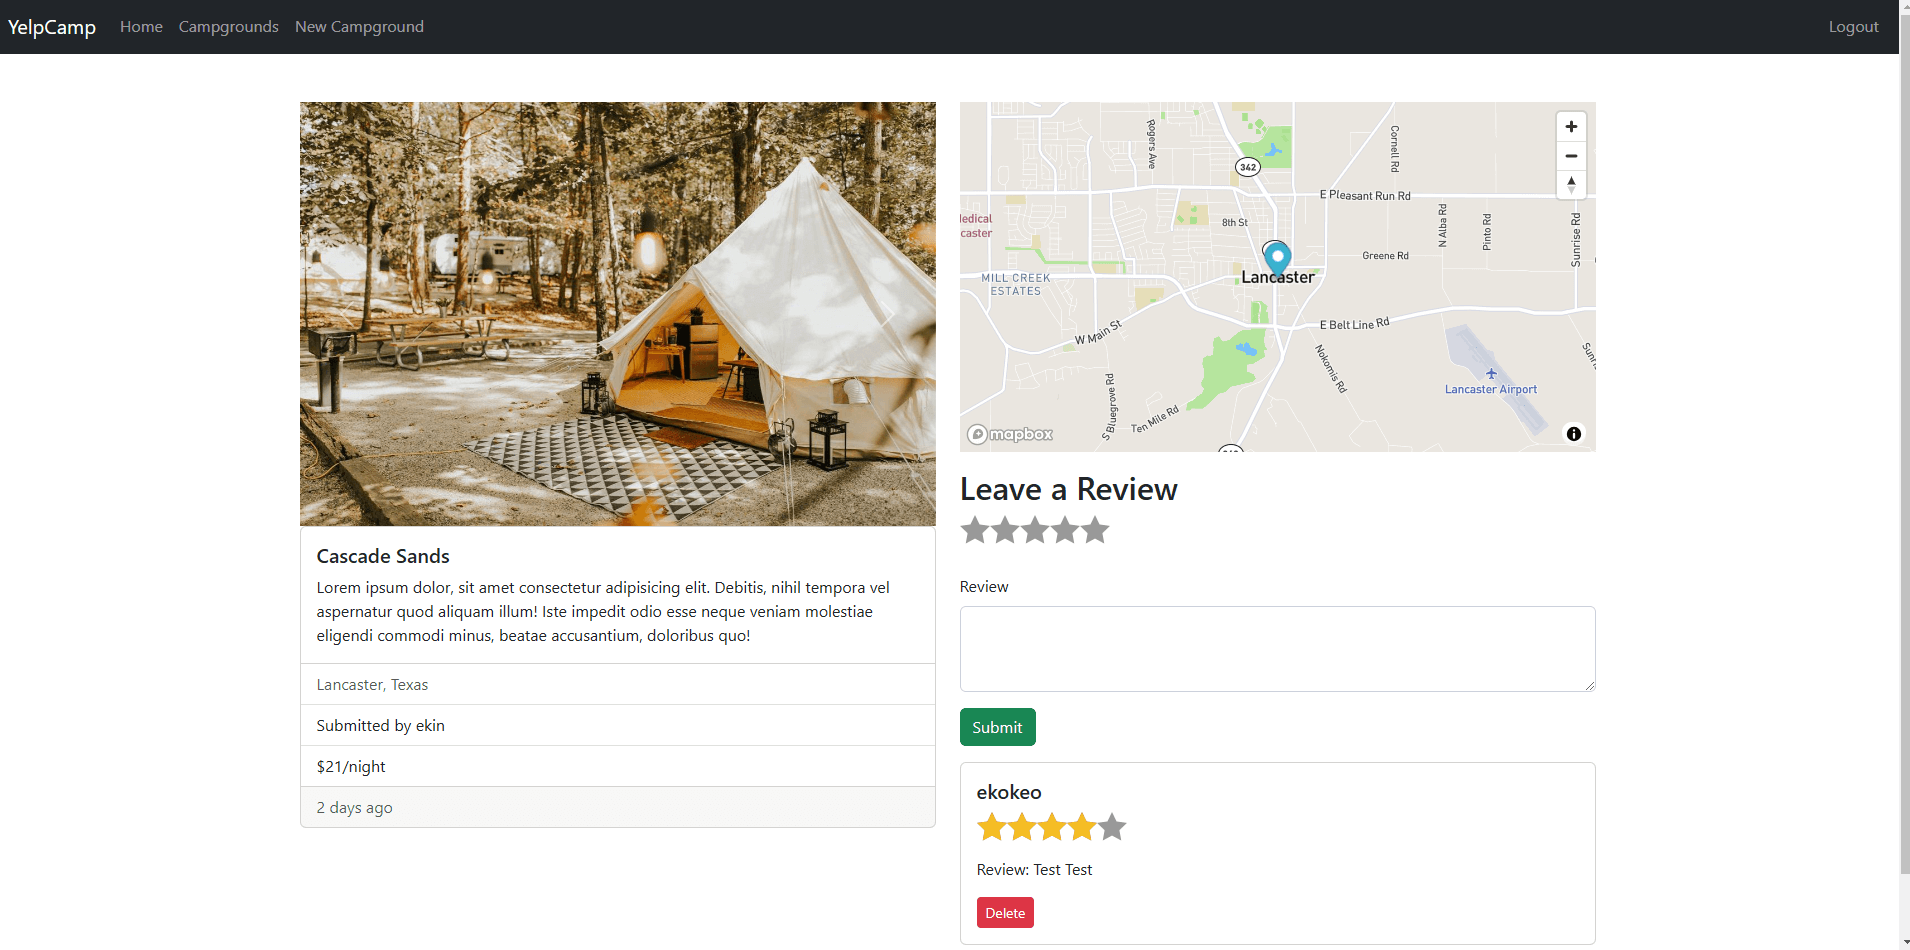 YelpCamp Home Campgrounds New Campground Logout
Cascade Sands
Lorem ipsum dolor, sit amet consectetur adipisicing elit. Debitis, nihil tempora vel
aspernatur quod aliquam illum! Iste impedit odio esse neque veniam molestiae
eligendi commodi minus, beatae accusantium, doloribus quo!
Lancaster, Texas
Submitted by ekin
$21/night
2 days ago
Rogers Ave
Cornell Rd
342
E Pleasant Run Rd
N Alba Rd
Pinto Rd
Sunrise Rd
8th St
Greene Rd
Lancaster
MILL CREEK
ESTATES
W Main St
E Belt Line Rd
Nokomis Rd
Lancaster Airport
S Bluegrove Rd
Ten Mile Rd
mapbox
Leave a Review
Review
Submit
ekokeo
Review: Test Test
Delete